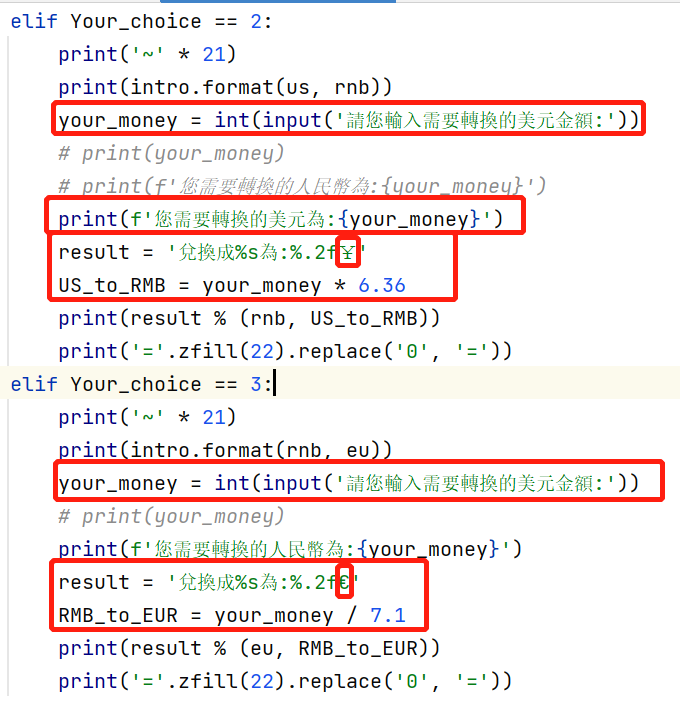 elif Your_choice == 2:
print('~' * 21)
print(intro.format(us, rnb))
your_money = int(input('請您輸入需要轉換的美元金額:'))
# print(your_money)
# print(f'您需要轉換的人民幣為:{your_money}')
print(f'您需要轉換的美元為:{your_money}')
result = '兌換成%s為:%.2f¥'
US_to_RMB = your_money * 6.36
print(result % (rnb, US_to_RMB))
print('='.zfill(22).replace('0', '='))
elif Your_choice == 3:
print('~' * 21)
print(intro.format(rnb, eu))
your_money = int(input('請您輸入需要轉換的美元金額:'))
# print(your_money)
print(f'您需要轉換的人民幣為:{your_money}')
result = '兌換成%s為:%.2f€'
RMB_to_EUR = your_money / 7.1
print(result % (eu, RMB_to_EUR))
print('='.zfill(22).replace('0', '='))